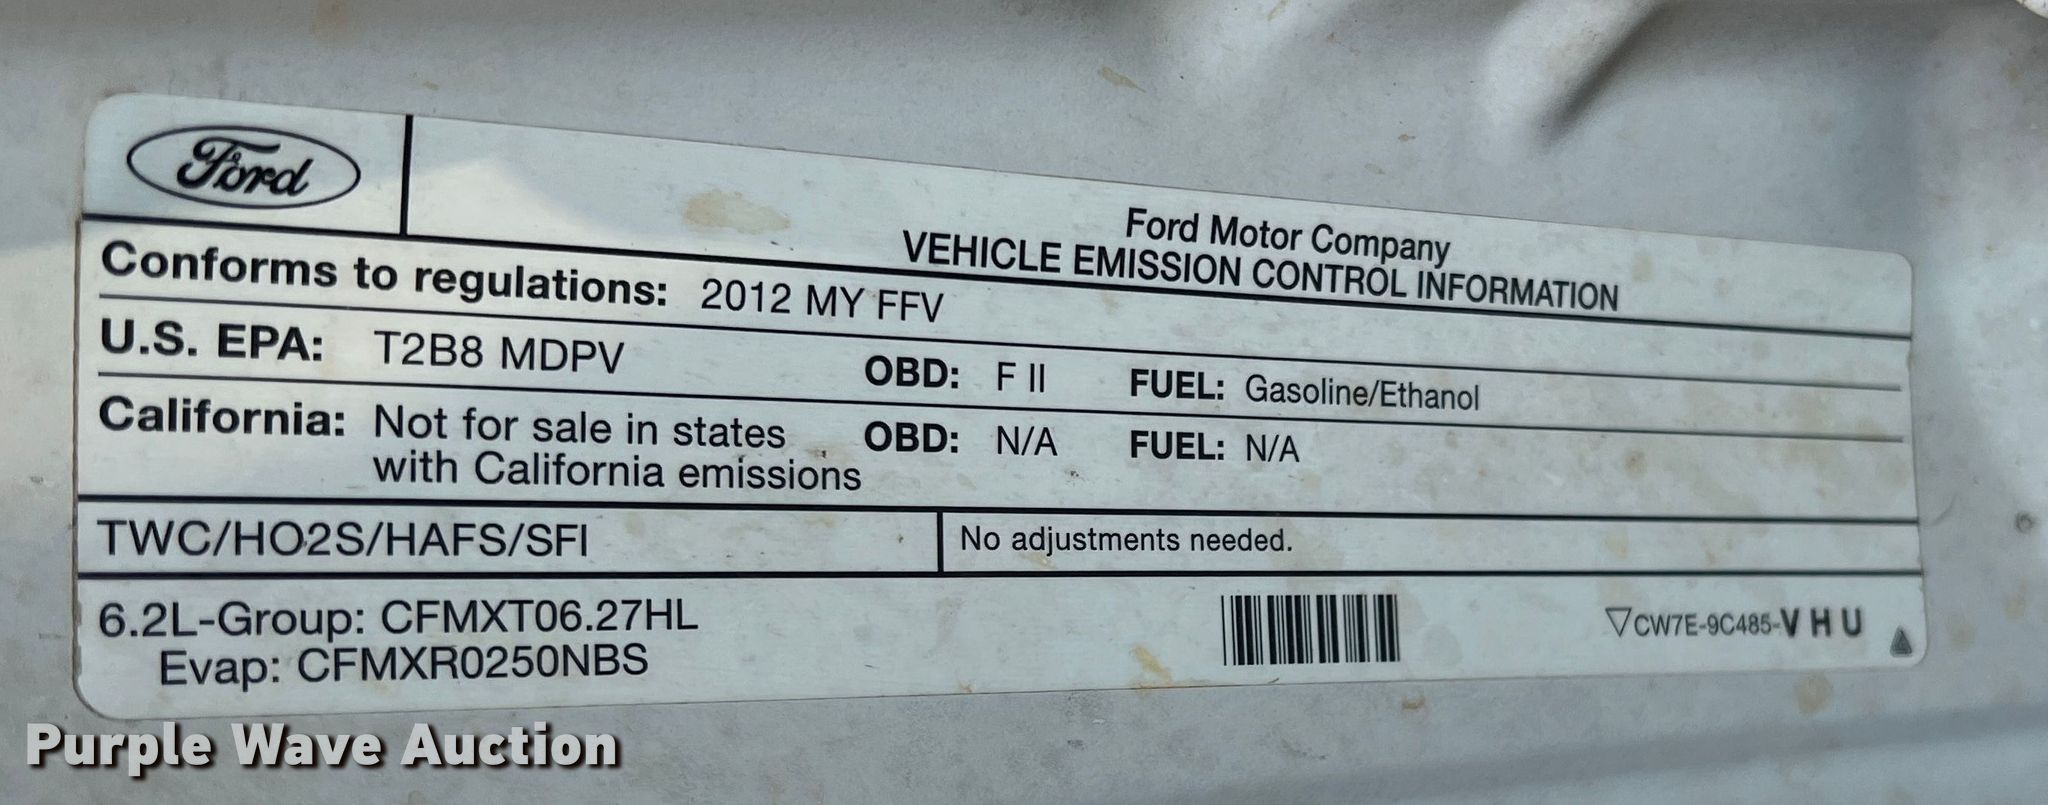 Ford
Ford Motor Company
VEHICLE EMISSION CONTROL INFORMATION
Conforms to regulations: 2012 MY FFV
U.S. EPA: T2B8 MDPV OBD: F II FUEL: Gasoline/Ethanol
California: Not for sale in states OBD: N/A FUEL: N/A
with California emissions
TWC/HO2S/HAFS/SFI No adjustments needed.
6.2L-Group: CFMXT06.27HL
Evap: CFMXR0250NBS
▽CW7E-9C485-VHU
Purple Wave Auction